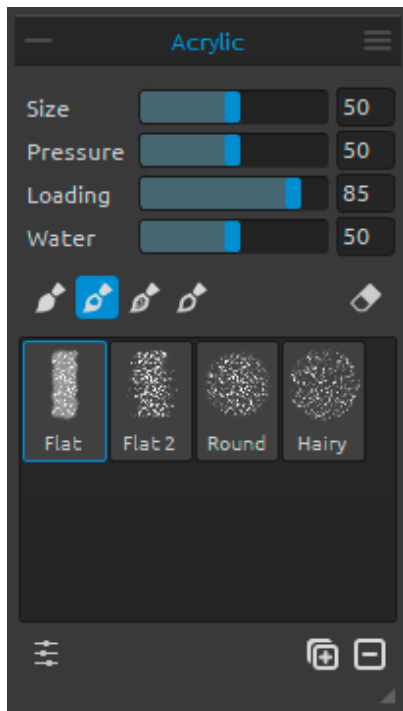 Acrylic
Size 50
Pressure 50
Loading 85
Water 50
Flat Flat 2 Round Hairy